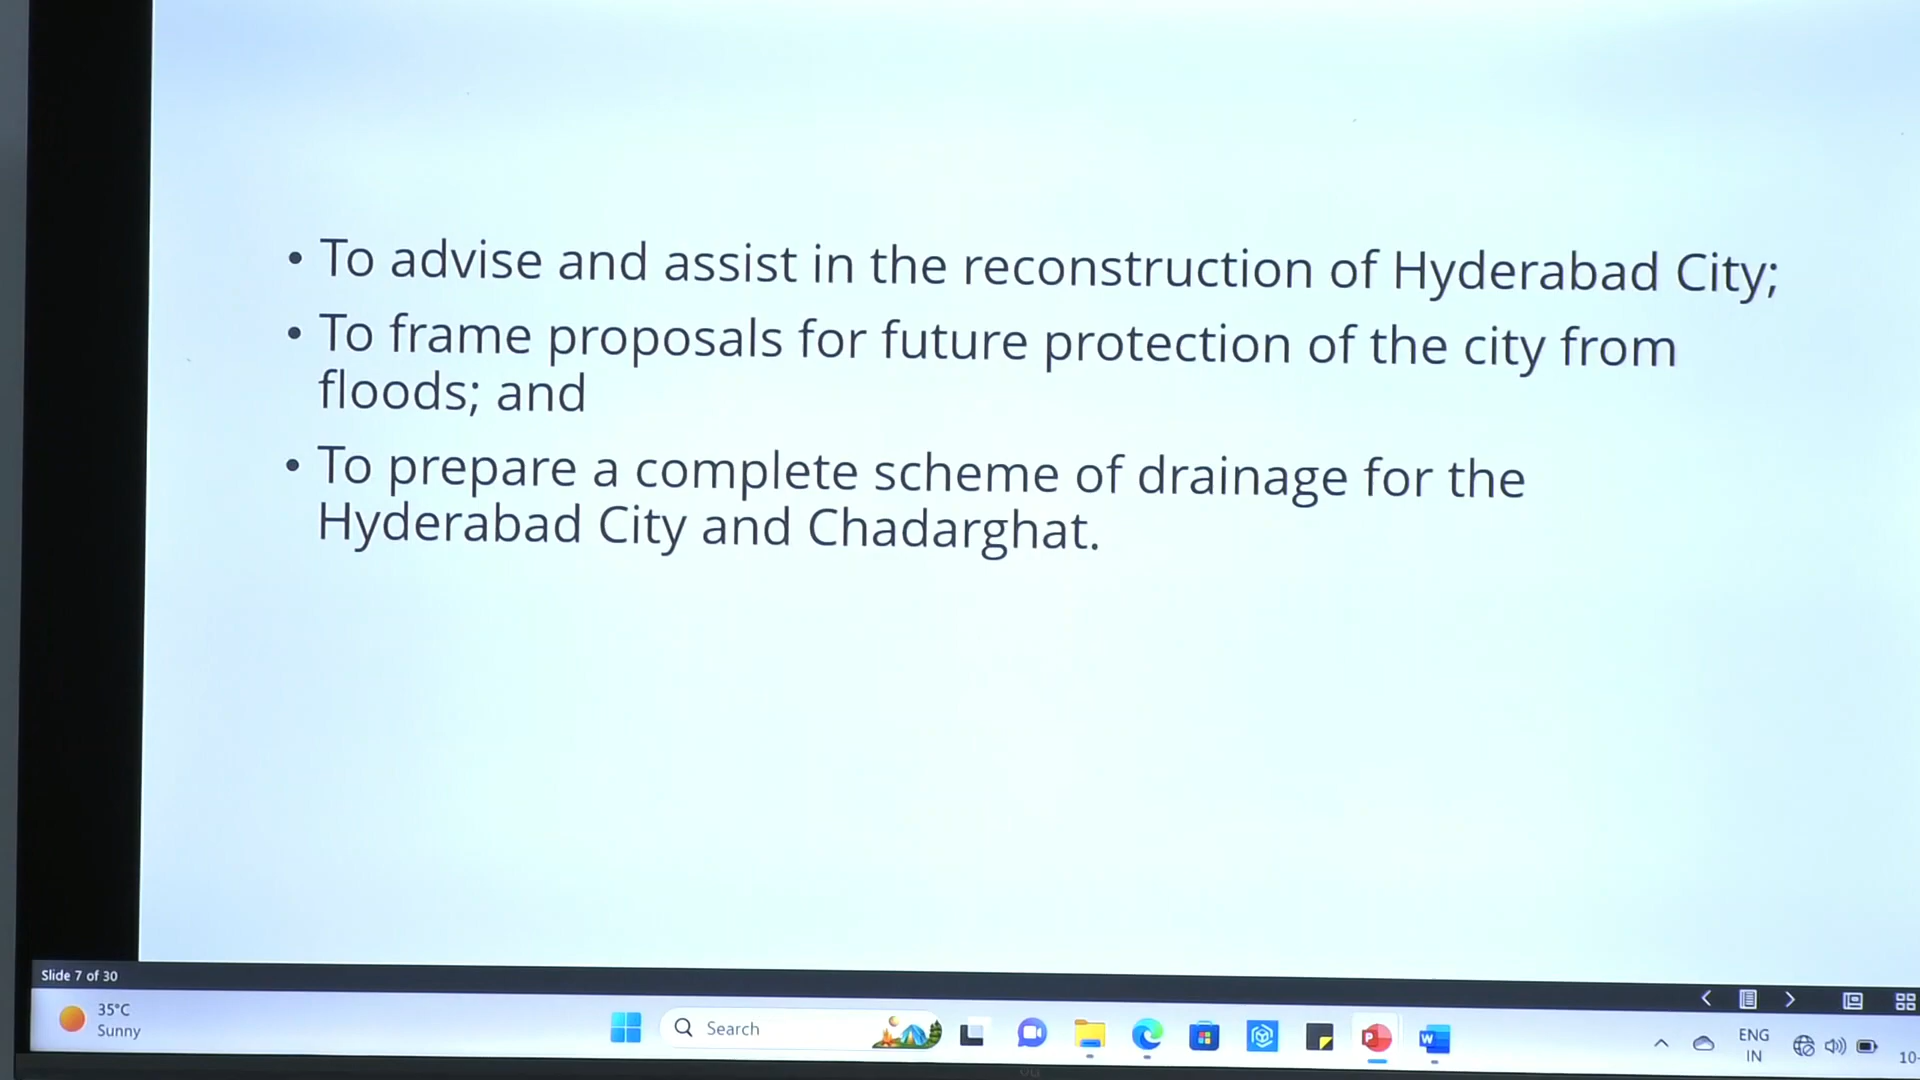 • To advise and assist in the reconstruction of Hyderabad City;
• To frame proposals for future protection of the city from
floods; and
• To prepare a complete scheme of drainage for the
Hyderabad City and Chadarghat.
Slide 7 of 30
35°C
Sunny
Search
ENG
IN
10-